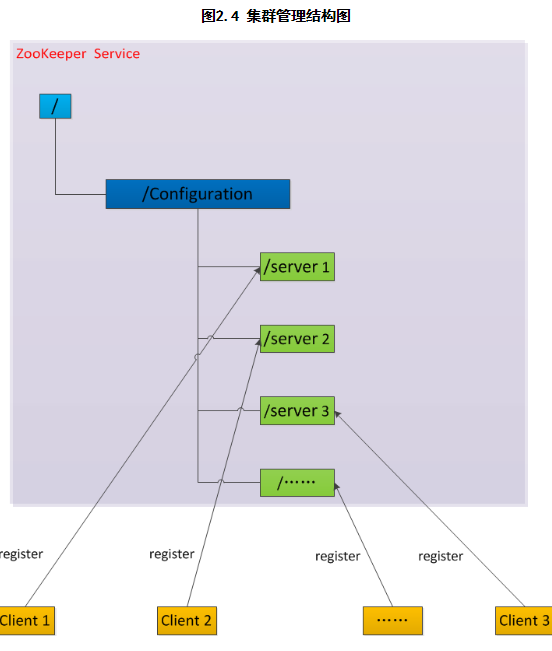 图2.4 集群管理结构图
ZooKeeper Service
/
/Configuration
/server 1
/server 2
/server 3
/……
register
register
register
register
Client 1
Client 2
……
Client 3